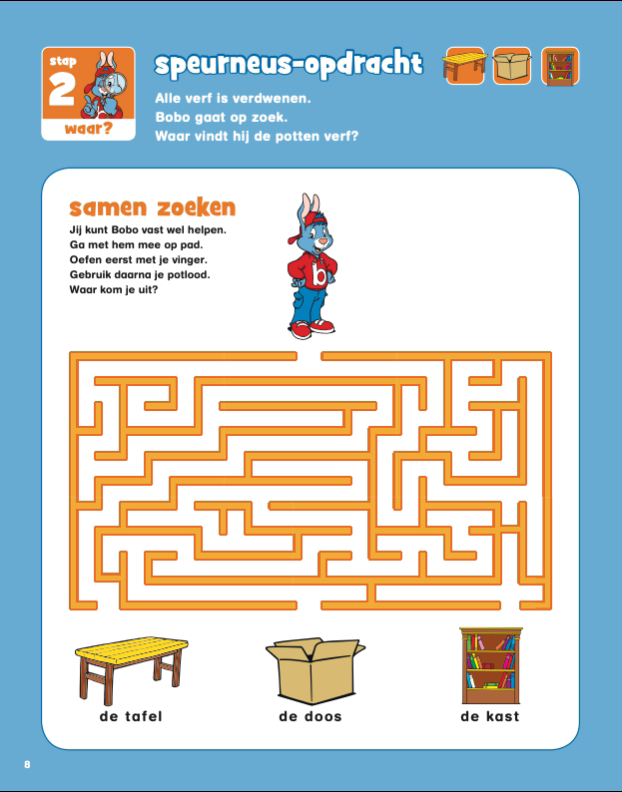 stap
2
waar?
speurneus-opdracht
Alle verf is verdwenen.
Bobo gaat op zoek.
Waar vindt hij de potten verf?
samen zoeken
Jij kunt Bobo vast wel helpen.
Ga met hem mee op pad.
Oefen eerst met je vinger.
Gebruik daarna je potlood.
Waar kom je uit?
b
de tafel
de doos
de kast
8